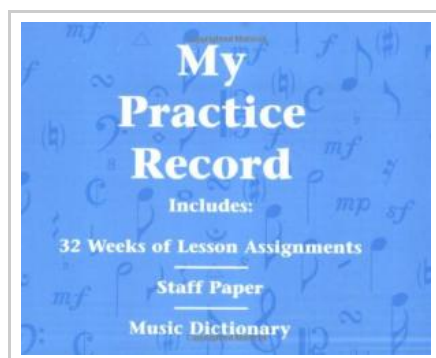 My
Practice
Record
Includes:
32 Weeks of Lesson Assignments
Staff Paper
Music Dictionary